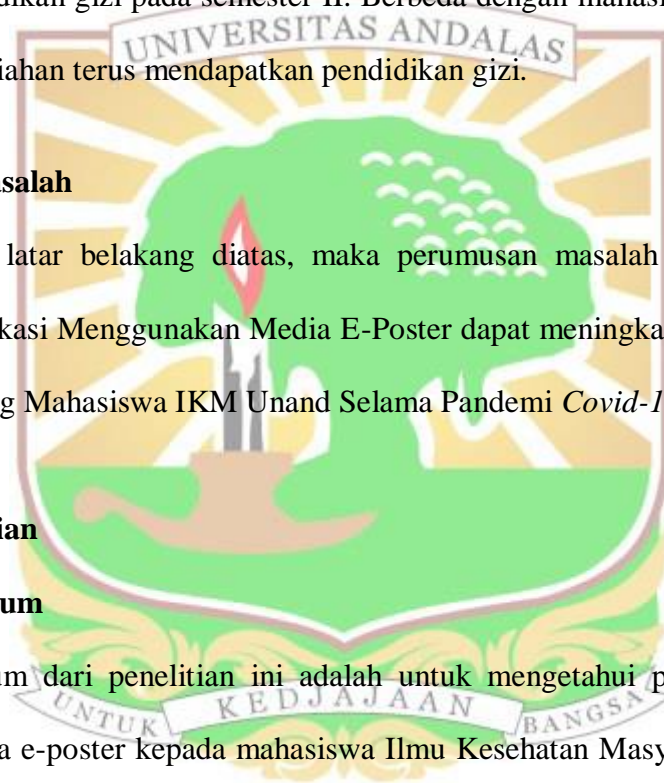 dikan gizi pada semester II. Berbeda dengan mahasi
UNIVERSITAS ANDALAS
iahan terus mendapatkan pendidikan gizi.
asalah
latar belakang diatas, maka perumusan masalah
kasi Menggunakan Media E-Poster dapat meningka
g Mahasiswa IKM Unand Selama Pandemi Covid-1
ian
um
um dari penelitian ini adalah untuk mengetahui p
UNTUK KEDJAJAAN BANGSA
a e-poster kepada mahasiswa Ilmu Kesehatan Masy